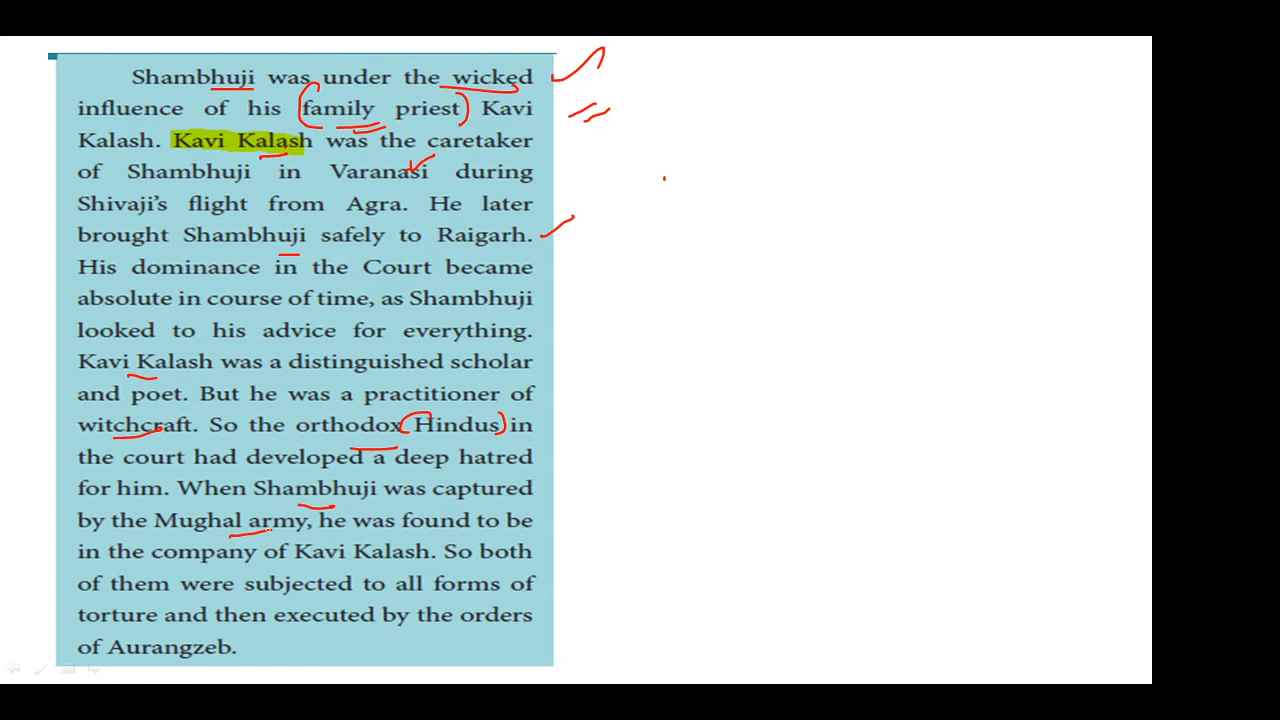 Shambhuji was under the wicked
influence of his family priest Kavi
Kalash. Kavi Kalash was the caretaker
of Shambhuji in Varanasi during
Shivaji's flight from Agra. He later
brought Shambhuji safely to Raigarh.
His dominance in the Court became
absolute in course of time, as Shambhuji
looked to his advice for everything.
Kavi Kalash was a distinguished scholar
and poet. But he was a practitioner of
witchcraft. So the orthodox Hindus in
the court had developed a deep hatred
for him. When Shambhuji was captured
by the Mughal army, he was found to be
in the company of Kavi Kalash. So both
of them were subjected to all forms of
torture and then executed by the orders
of Aurangzeb.